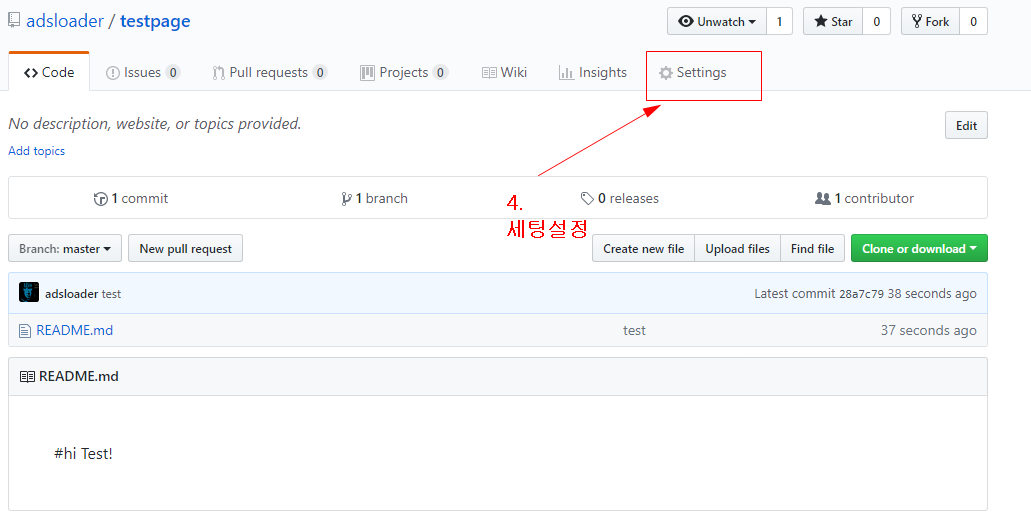 adsloader / testpage Unwatch 1 Star 0 Fork 0
Code Issues 0 Pull requests 0 Projects 0 Wiki Insights Settings
No description, website, or topics provided. Edit
Add topics
1 commit 1 branch 0 releases 1 contributor
4.
세팅설정
Branch: master New pull request Create new file Upload files Find file Clone or download
adsloader test Latest commit 28a7c79 38 seconds ago
README.md test 37 seconds ago
README.md
#hi Test!